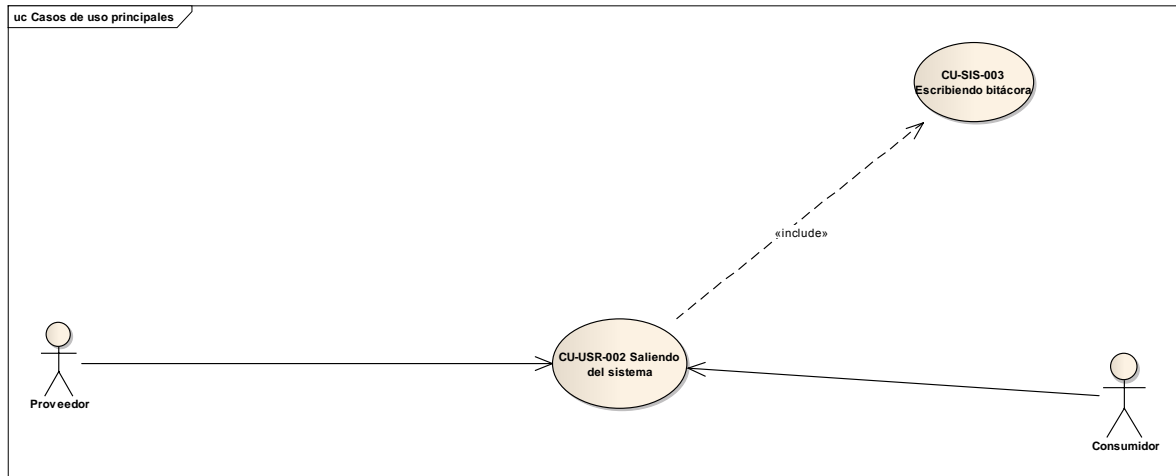 uc Casos de uso principales
CU-SIS-003
Escribiendo bitácora
«include»
CU-USR-002 Saliendo
del sistema
Proveedor
Consumidor